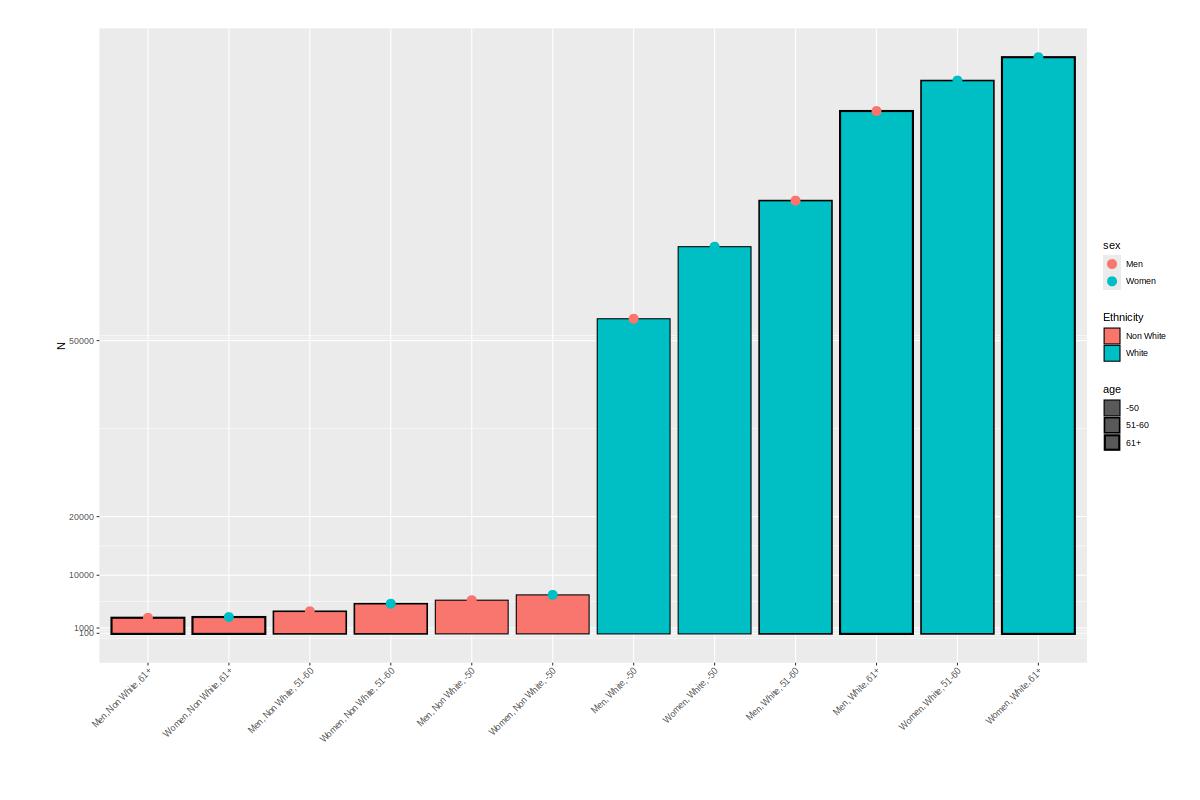 N
50000
20000
10000
1000
100
Men, Non White, 61+
Women, Non White, 61+
Men, Non White, 51-60
Women, Non White, 51-60
Men, Non White, -50
Women, Non White, -50
Men, White, -50
Women, White, -50
Men, White, 51-60
Men, White, 61+
Women, White, 51-60
Women, White, 61+
sex
Men
Women
Ethnicity
Non White
White
age
-50
51-60
61+